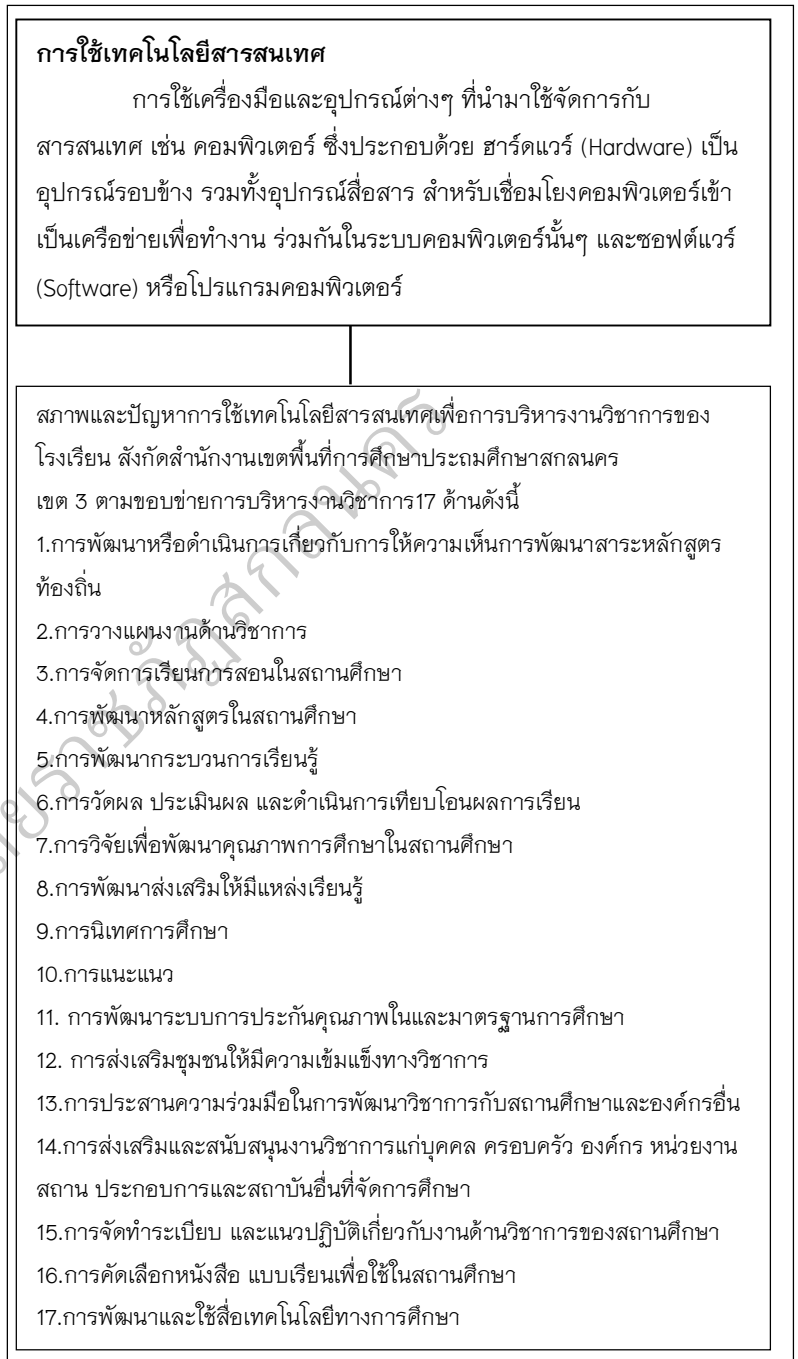 การใช้เทคโนโลยีสารสนเทศ
การใช้เครื่องมือและอุปกรณ์ต่างๆ ที่นำมาใช้จัดการกับ
สารสนเทศ เช่น คอมพิวเตอร์ ซึ่งประกอบด้วย ฮาร์ดแวร์ (Hardware) เป็น
อุปกรณ์รอบข้าง รวมทั้งอุปกรณ์สื่อสาร สำหรับเชื่อมโยงคอมพิวเตอร์เข้า
เป็นเครือข่ายเพื่อทำงาน ร่วมกันในระบบคอมพิวเตอร์นั้นๆ และซอฟต์แวร์
(Software) หรือโปรแกรมคอมพิวเตอร์
สภาพและปัญหาการใช้เทคโนโลยีสารสนเทศเพื่อการบริหารงานวิชาการของ
โรงเรียน สังกัดสำนักงานเขตพื้นที่การศึกษาประถมศึกษาสกลนคร
เขต 3 ตามขอบข่ายการบริหารงานวิชาการ17 ด้านดังนี้
1.การพัฒนาหรือดำเนินการเกี่ยวกับการให้ความเห็นการพัฒนาสาระหลักสูตร
ท้องถิ่น
2.การวางแผนงานด้านวิชาการ
3.การจัดการเรียนการสอนในสถานศึกษา
4.การพัฒนาหลักสูตรในสถานศึกษา
5.การพัฒนากระบวนการเรียนรู้
6.การวัดผล ประเมินผล และดำเนินการเทียบโอนผลการเรียน
7.การวิจัยเพื่อพัฒนาคุณภาพการศึกษาในสถานศึกษา
8.การพัฒนาส่งเสริมให้มีแหล่งเรียนรู้
9.การนิเทศการศึกษา
10.การแนะแนว
11. การพัฒนาระบบการประกันคุณภาพในและมาตรฐานการศึกษา
12. การส่งเสริมชุมชนให้มีความเข้มแข็งทางวิชาการ
13.การประสานความร่วมมือในการพัฒนาวิชาการกับสถานศึกษาและองค์กรอื่น
14.การส่งเสริมและสนับสนุนงานวิชาการแก่บุคคล ครอบครัว องค์กร หน่วยงาน
สถาน ประกอบการและสถาบันอื่นที่จัดการศึกษา
15.การจัดทำระเบียบ และแนวปฏิบัติเกี่ยวกับงานด้านวิชาการของสถานศึกษา
16.การคัดเลือกหนังสือ แบบเรียนเพื่อใช้ในสถานศึกษา
17.การพัฒนาและใช้สื่อเทคโนโลยีทางการศึกษา
ราชภัฏสกลนคร